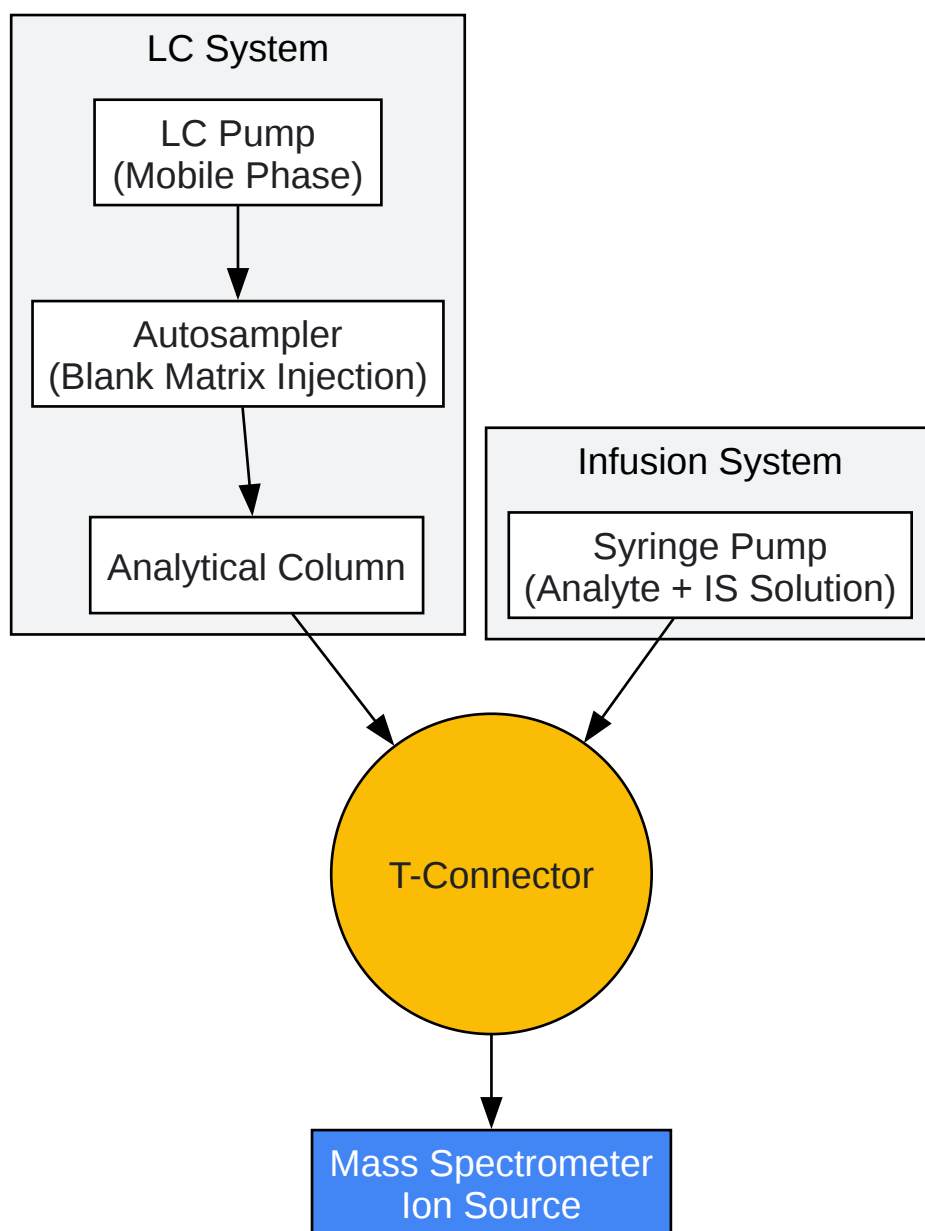 LC System
LC Pump
(Mobile Phase)
Autosampler
(Blank Matrix Injection)
Analytical Column
Infusion System
Syringe Pump
(Analyte + IS Solution)
T-Connector
Mass Spectrometer
Ion Source